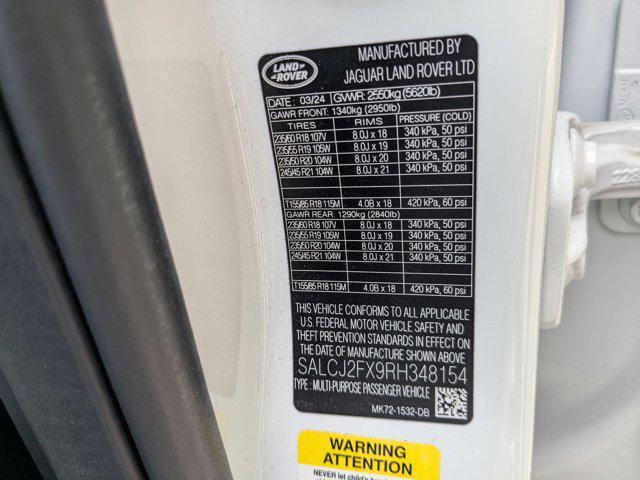 LAND
ROVER
MANUFACTURED BY
JAGUAR LAND ROVER LTD
DATE : 03/24 GVWR: 2550kg (5620lb)
GAWR FRONT: 1340kg (2950lb)
TIRES RIMS PRESSURE (COLD)
235/60 R18 107V 8.0J x 18 340 kPa, 50 psi
235/55 R19 105W 8.0J x 19 340 kPa, 50 psi
235/50 R20 104W 8.0J x 20 340 kPa, 50 psi
245/45 R21 104W 8.0J x 21 340 kPa, 50 psi
T155/85 R18 115M 4.0B x 18 420 kPa, 60 psi
GAWR REAR: 1290kg (2840lb)
235/60 R18 107V 8.0J x 18 340 kPa, 50 psi
235/55 R19 105W 8.0J x 19 340 kPa, 50 psi
235/50 R20 104W 8.0J x 20 340 kPa, 50 psi
245/45 R21 104W 8.0J x 21 340 kPa, 50 psi
T155/85 R18 115M 4.0B x 18 420 kPa, 60 psi
THIS VEHICLE CONFORMS TO ALL APPLICABLE
U.S. FEDERAL MOTOR VEHICLE SAFETY AND
THEFT PREVENTION STANDARDS IN EFFECT ON
THE DATE OF MANUFACTURE SHOWN ABOVE
SALCJ2FX9RH348154
TYPE : MULTI-PURPOSE PASSENGER VEHICLE
MK72-1532-DB
WARNING
ATTENTION
NEVER let child's